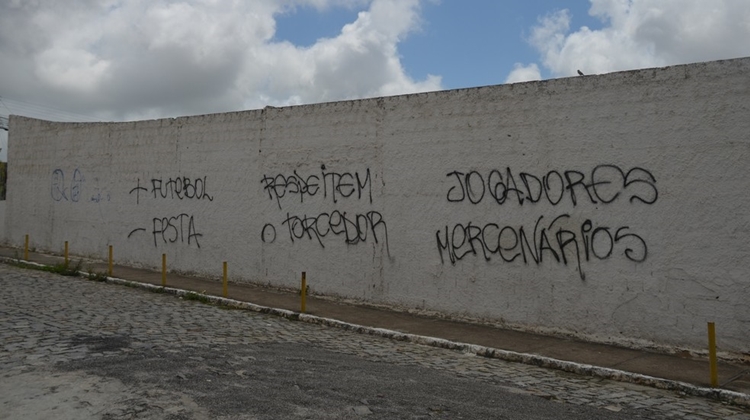 + FUTEBOL
- FESTA
RESPEITEM
O TORCEDOR
JOGADORES
MERCENÁRIOS